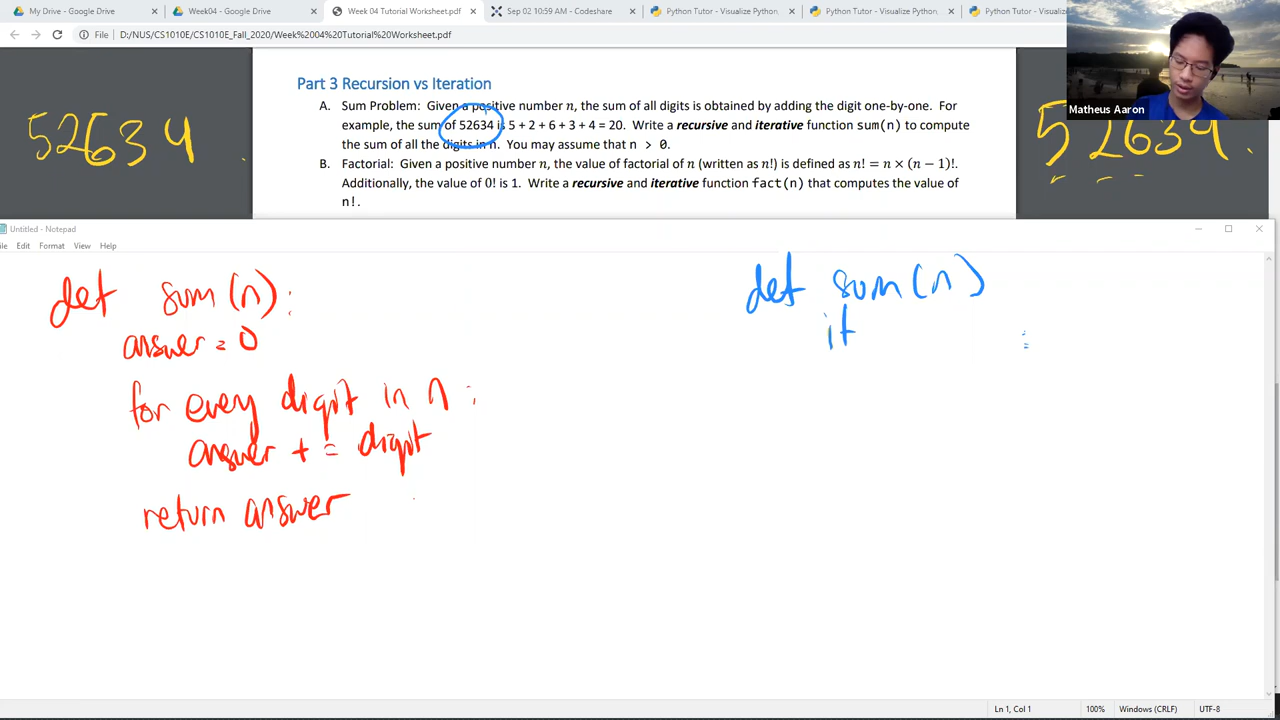 My Drive - Google Drive
Week04 - Google Drive
Week 04 Tutorial Worksheet.pdf
Sep 02 10:59 AM - Codeshare
Python Tutor - Visualize Python
Python Tutor - Visualize Python
Python Tutor - Visualize
File
D:/NUS/CS1010E/CS1010E_Fall_2020/Week%2004%20Tutorial%20Worksheet.pdf
Matheus Aaron
Part 3 Recursion vs Iteration
A. Sum Problem: Given a positive number n, the sum of all digits is obtained by adding the digit one-by-one. For
example, the sum of 52634 is 5 + 2 + 6 + 3 + 4 = 20. Write a recursive and iterative function sum(n) to compute
the sum of all the digits in n. You may assume that n > 0.
B. Factorial: Given a positive number n, the value of factorial of n (written as n!) is defined as n! = n × (n − 1)!.
Additionally, the value of 0! is 1. Write a recursive and iterative function fact(n) that computes the value of
n!.
52634
52634
Untitled - Notepad
File Edit Format View Help
def sum(n):
answer = 0
for every digit in n:
answer += digit
return answer
def sum(n)
if :
Ln 1, Col 1
100%
Windows (CRLF)
UTF-8